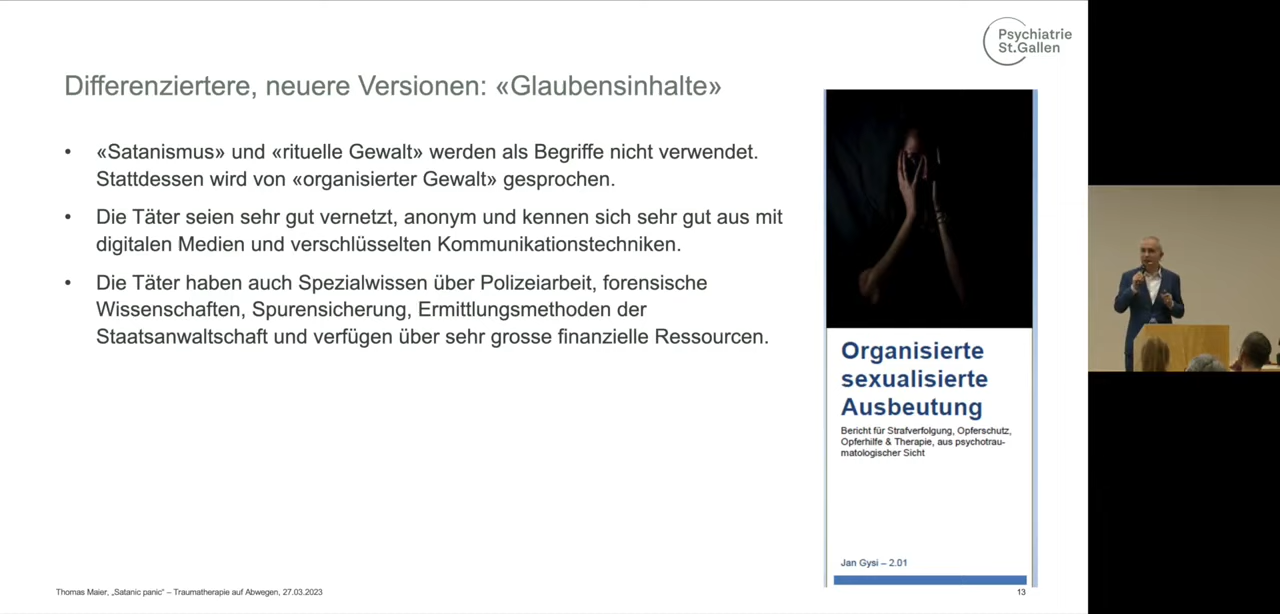 Psychiatrie
St.Gallen
Differenziertere, neuere Versionen: «Glaubensinhalte»
• «Satanismus» und «rituelle Gewalt» werden als Begriffe nicht verwendet.
Stattdessen wird von «organisierter Gewalt» gesprochen.
• Die Täter seien sehr gut vernetzt, anonym und kennen sich sehr gut aus mit
digitalen Medien und verschlüsselten Kommunikationstechniken.
• Die Täter haben auch Spezialwissen über Polizeiarbeit, forensische
Wissenschaften, Spurensicherung, Ermittlungsmethoden der
Staatsanwaltschaft und verfügen über sehr grosse finanzielle Ressourcen.
Organisierte
sexualisierte
Ausbeutung
Bericht für Strafverfolgung, Opferschutz,
Opferhilfe & Therapie, aus psychotrau-
matologischer Sicht
Jan Gysi – 2.01
Thomas Maier, „Satanic panic“ – Traumatherapie auf Abwegen, 27.03.2023
13